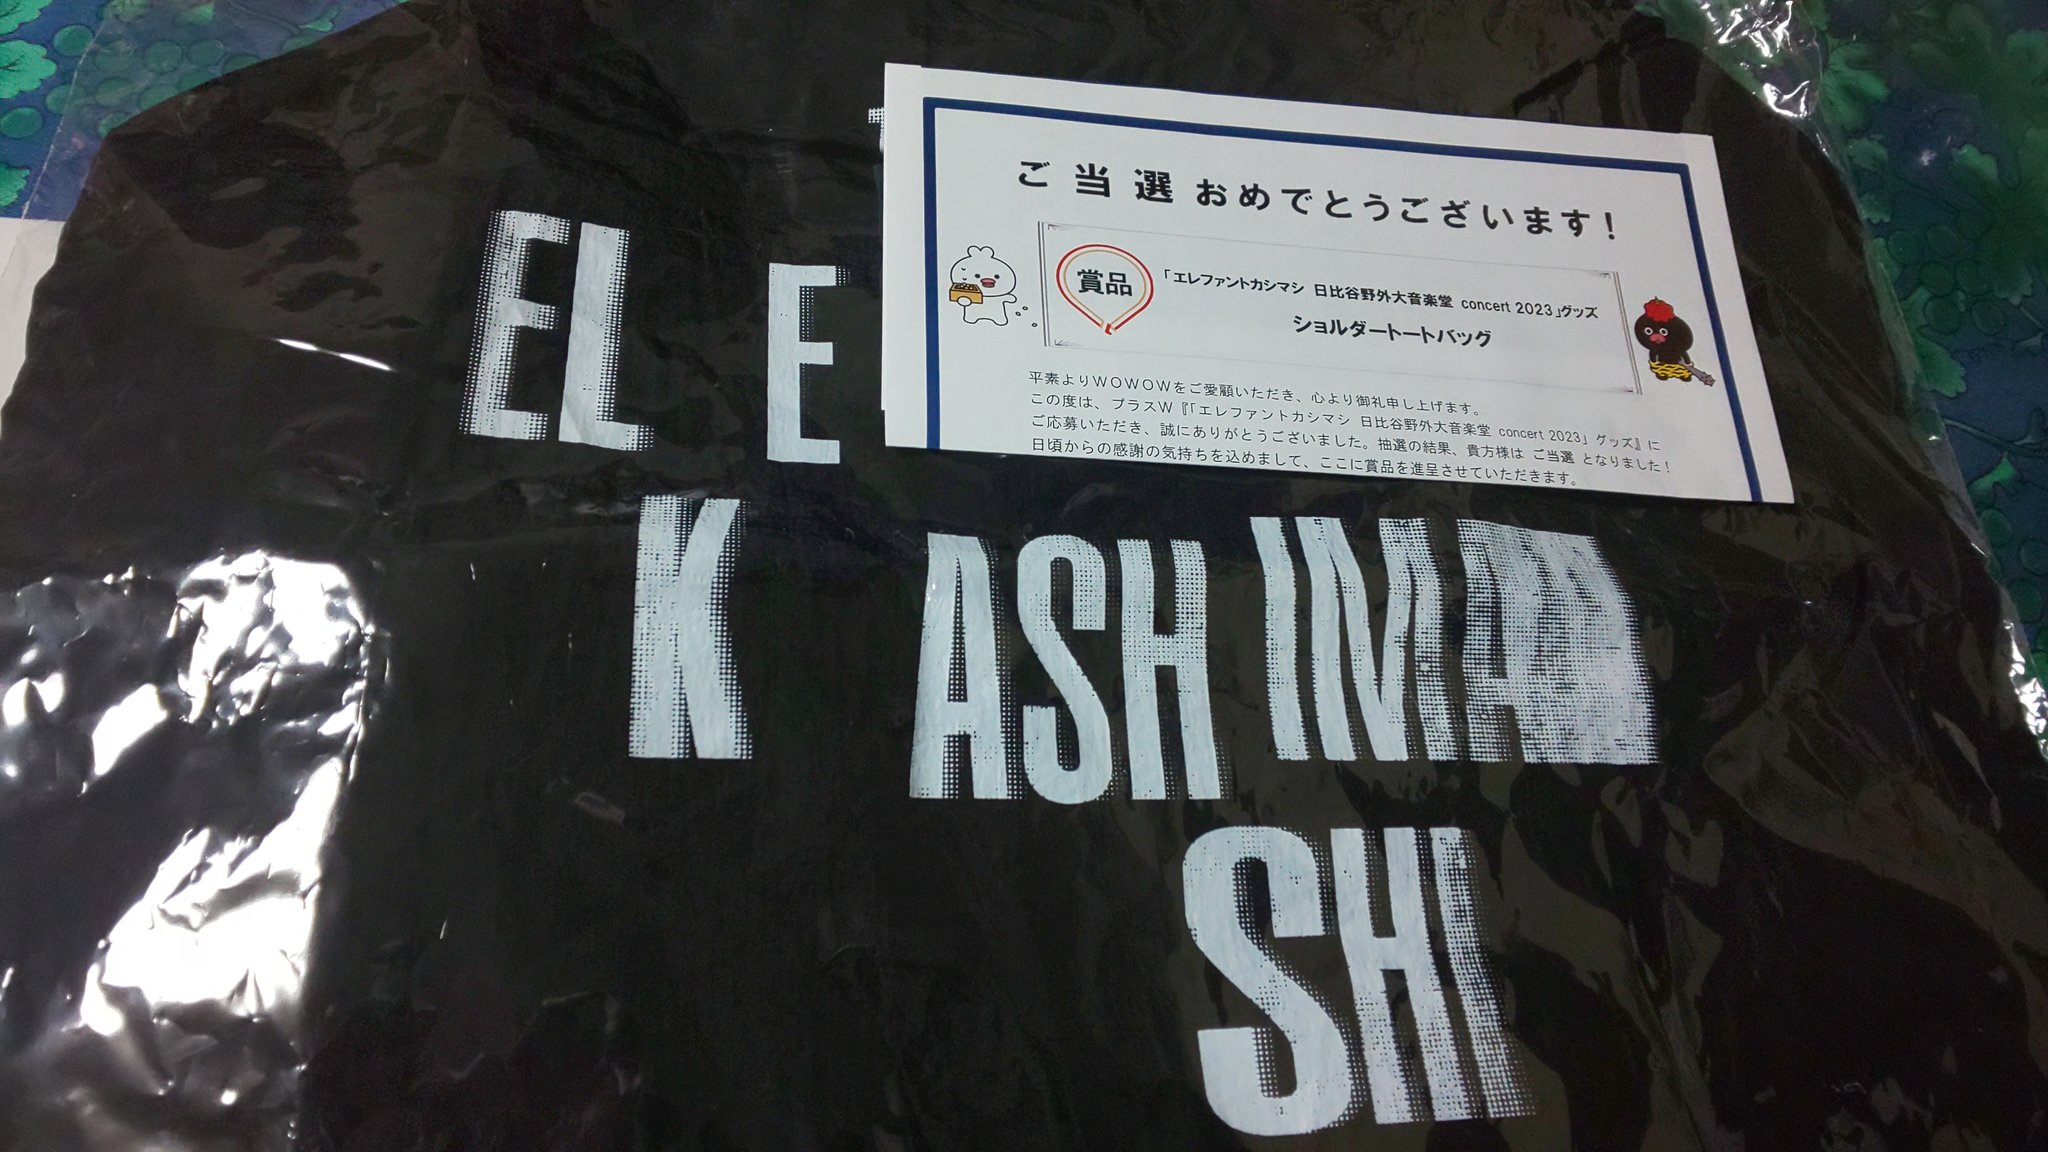 ご当選おめでとうございます!
賞品
「エレファントカシマシ 日比谷野外大音楽堂 concert 2023」グッズ
ショルダートートバッグ
平素よりWOWOWをご愛顧いただき、心より御礼申し上げます。
この度は、プラスW『「エレファントカシマシ 日比谷野外大音楽堂 concert 2023」グッズ』に
ご応募いただき、誠にありがとうございました。抽選の結果、貴方様は ご当選 となりました!
日頃からの感謝の気持ちを込めまして、ここに賞品を進呈させていただきます。
EL E
K ASHIMA
SHI